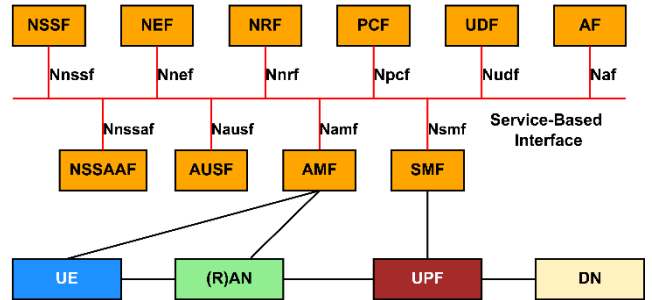 NSSF NEF NRF PCF UDF AF
Nnssf Nnef Nnrf Npcf Nudf Naf
Nnssaf Nausf Namf Nsmf Service-Based
Interface
NSSAAF AUSF AMF SMF
UE (R)AN UPF DN